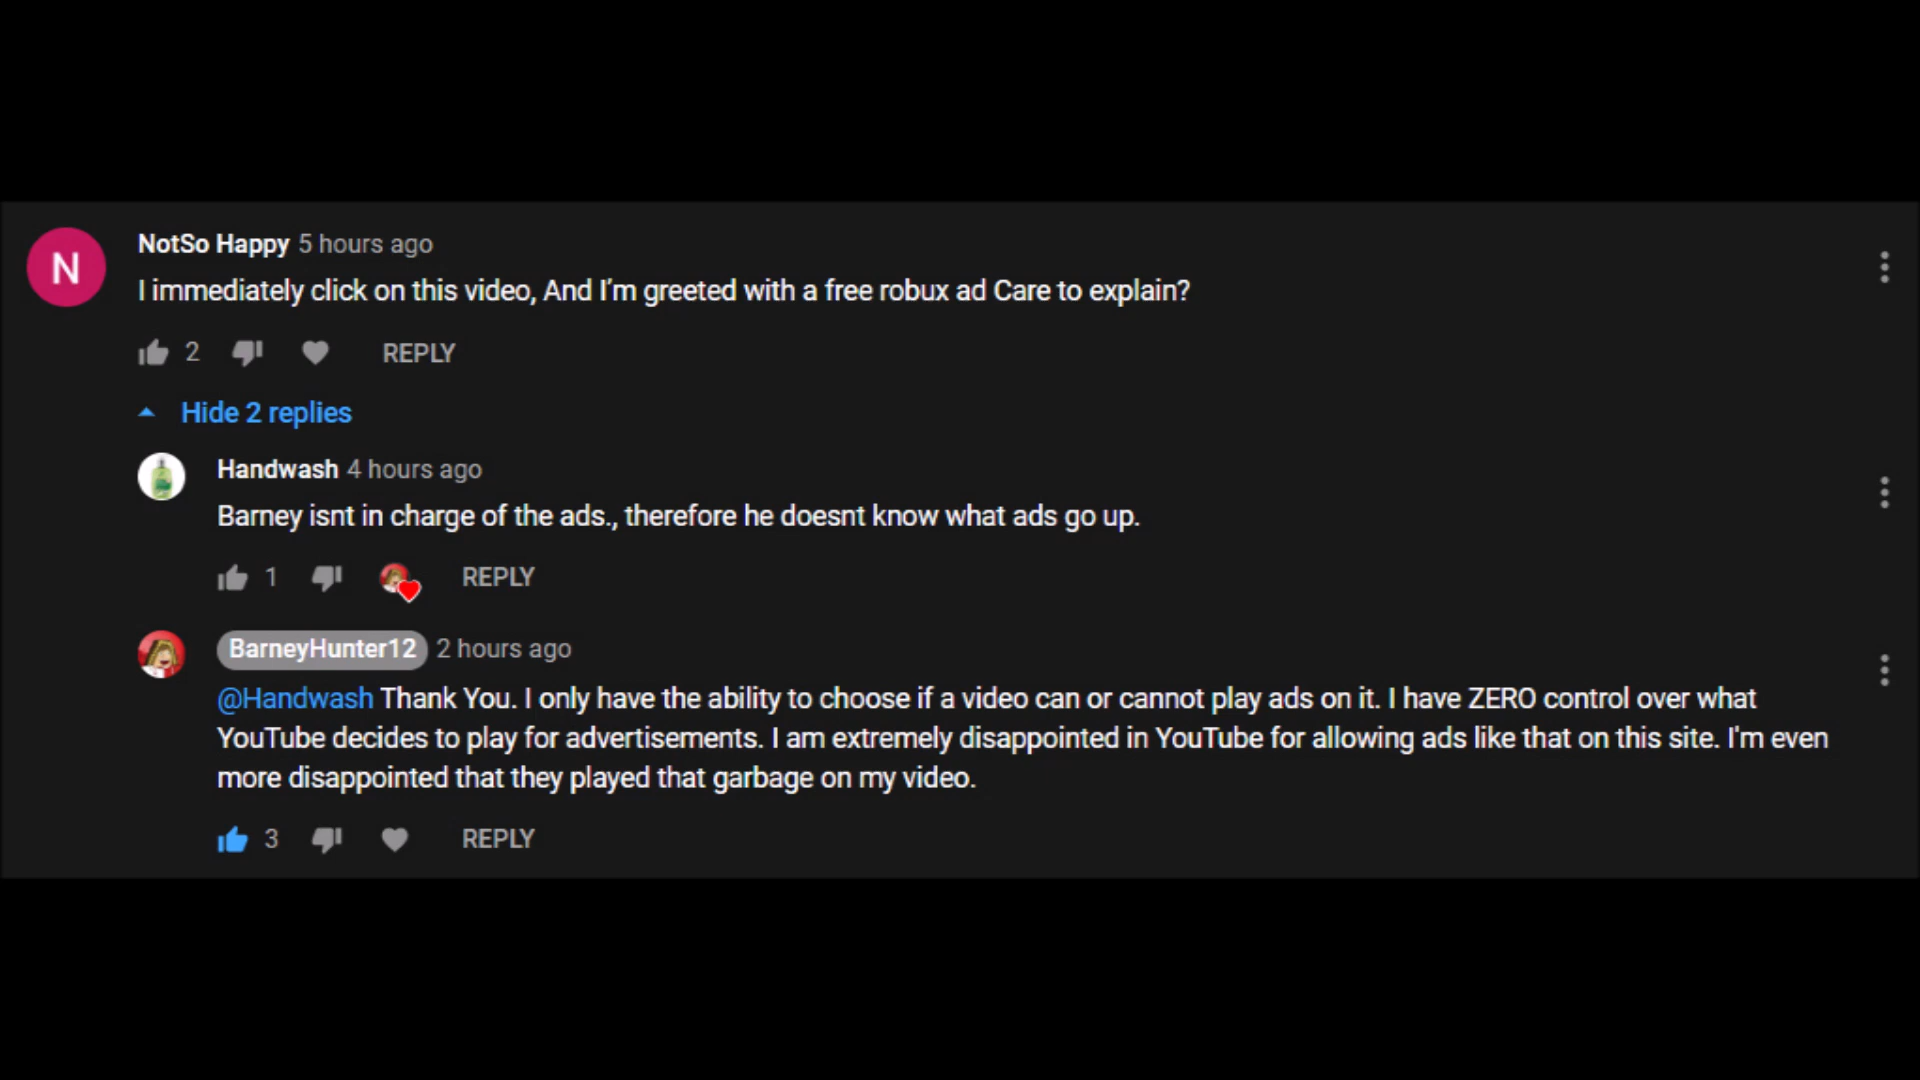 N
NotSo Happy 5 hours ago
I immediately click on this video, And I'm greeted with a free robux ad Care to explain?
2 REPLY
Hide 2 replies
Handwash 4 hours ago
Barney isnt in charge of the ads., therefore he doesnt know what ads go up.
1 REPLY
BarneyHunter12 2 hours ago
@Handwash Thank You. I only have the ability to choose if a video can or cannot play ads on it. I have ZERO control over what
YouTube decides to play for advertisements. I am extremely disappointed in YouTube for allowing ads like that on this site. I'm even
more disappointed that they played that garbage on my video.
3 REPLY